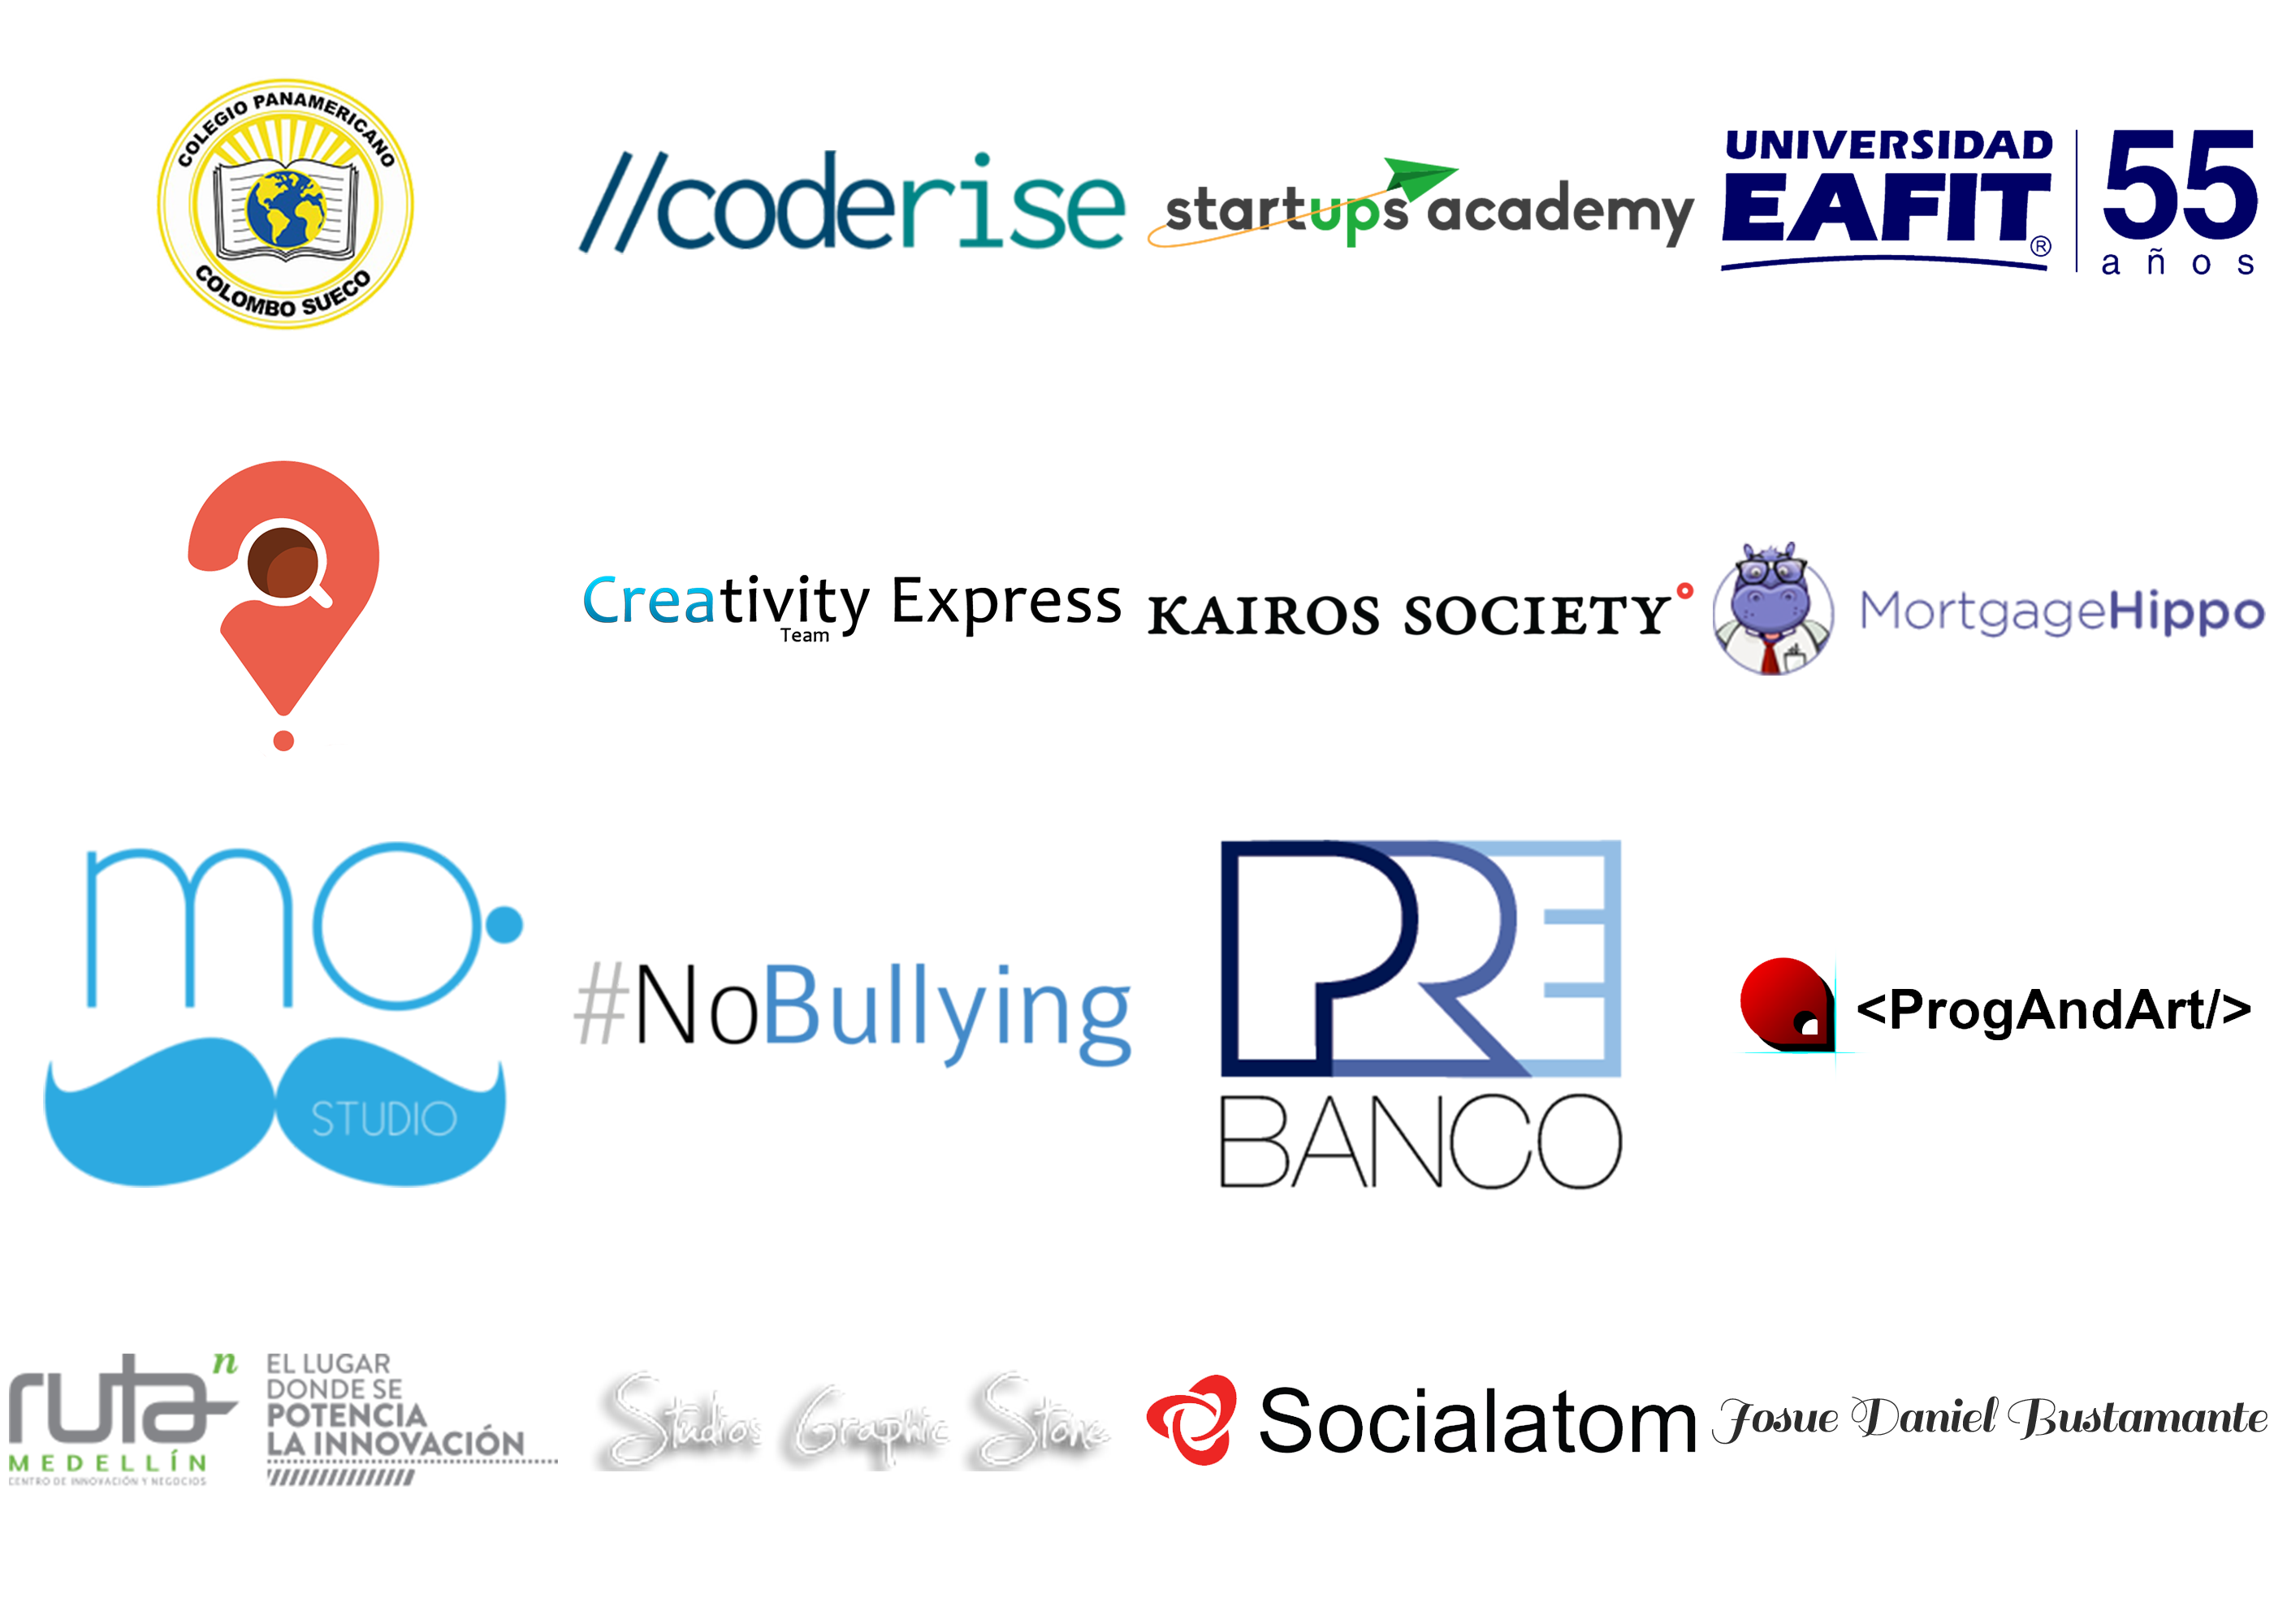 COLEGIO PANAMERICANO
COLOMBO SUECO
//coderise
startups academy
UNIVERSIDAD
EAFIT®
55
años
Creativity Express
Team
KAIROS SOCIETY
MortgageHippo
mo
STUDIO
#NoBullying
PRE
BANCO
<ProgAndArt/>
ruta n
MEDELLÍN
CENTRO DE INNOVACIÓN Y NEGOCIOS
EL LUGAR
DONDE SE
POTENCIA
LA INNOVACIÓN
Studios Graphic Stone
Socialatom
Josue Daniel Bustamante